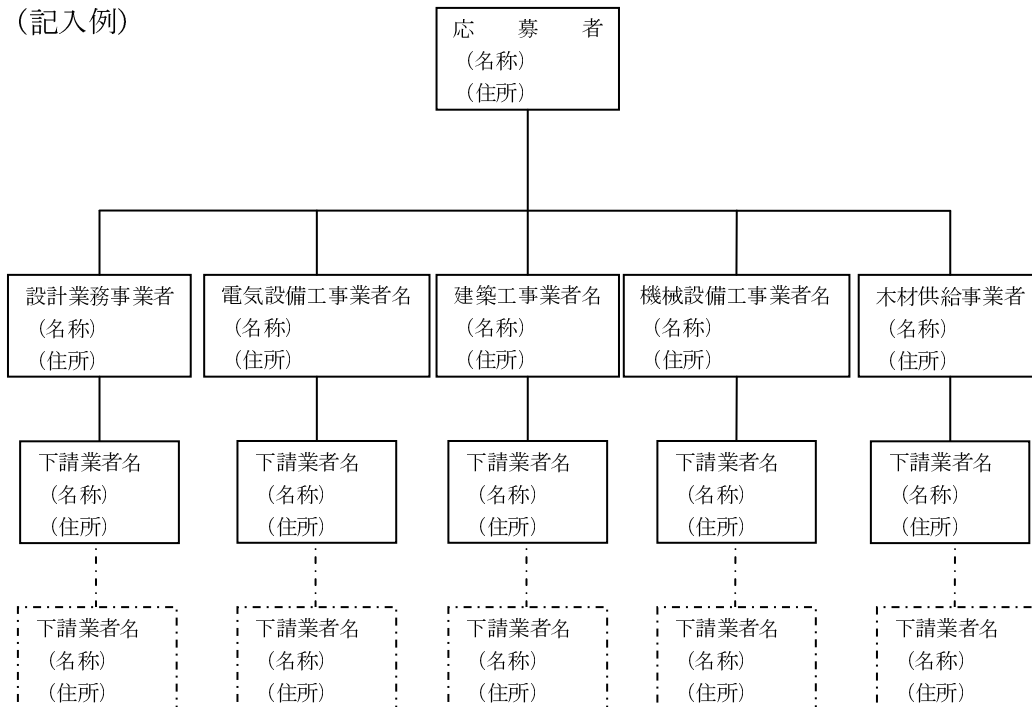 (記入例)
応　募　者
(名称)
(住所)
設計業務事業者
(名称)
(住所)
電気設備工事業者名
(名称)
(住所)
建築工事業者名
(名称)
(住所)
機械設備工事業者名
(名称)
(住所)
木材供給事業者
(名称)
(住所)
下請業者名
(名称)
(住所)
下請業者名
(名称)
(住所)
下請業者名
(名称)
(住所)
下請業者名
(名称)
(住所)
下請業者名
(名称)
(住所)
下請業者名
(名称)
(住所)
下請業者名
(名称)
(住所)
下請業者名
(名称)
(住所)
下請業者名
(名称)
(住所)
下請業者名
(名称)
(住所)